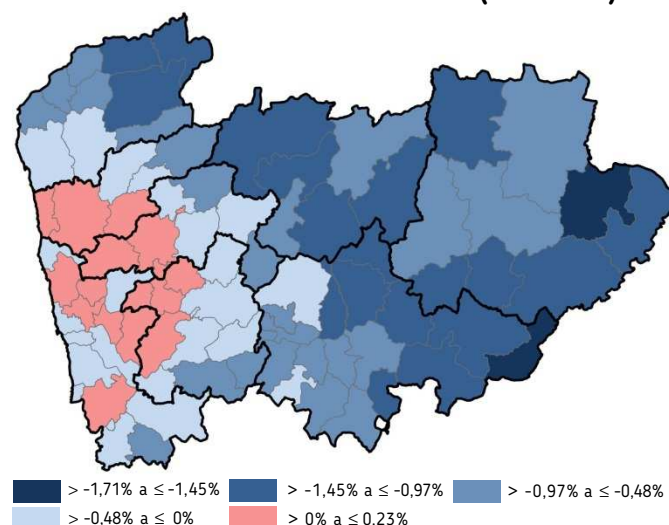 > -1,71% a ≤ -1,45% > -1,45% a ≤ -0,97% > -0,97% a ≤ -0,48%
> -0,48% a ≤ 0% > 0% a ≤ 0,23%